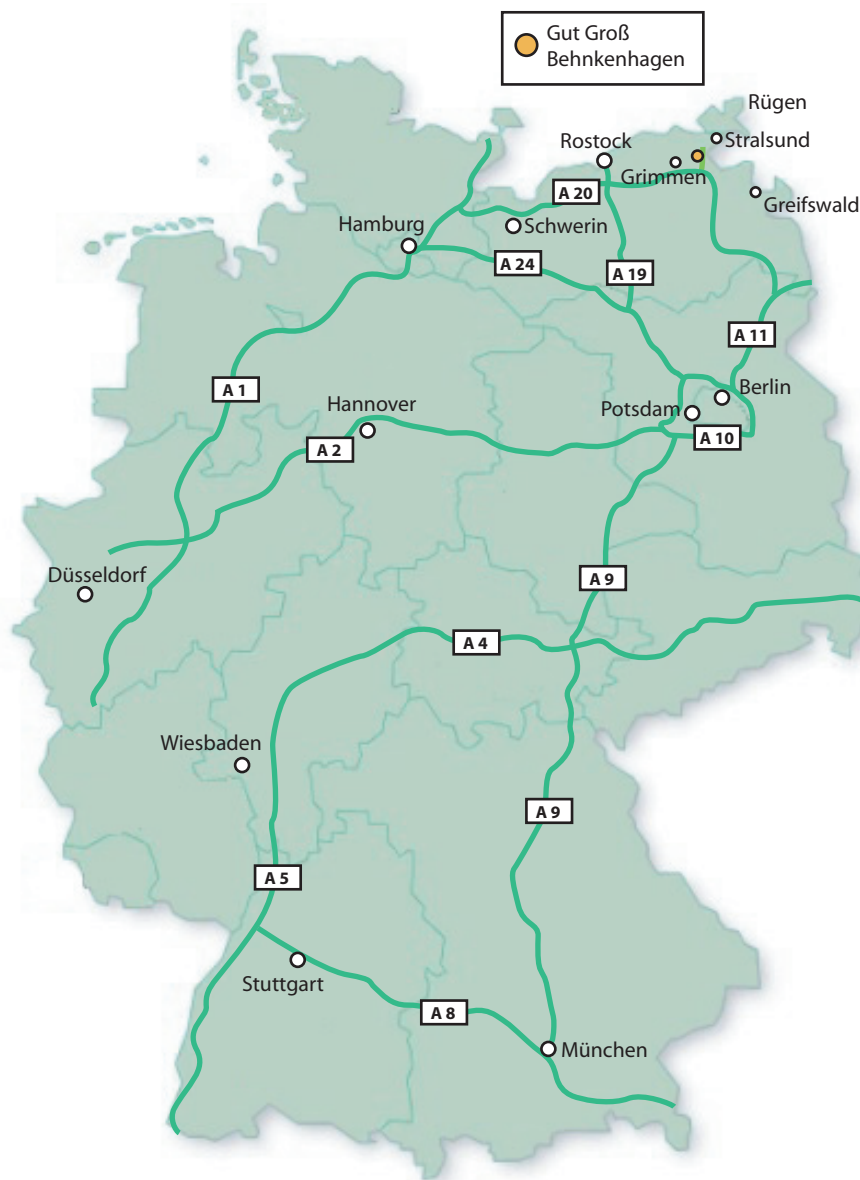 Gut Groß
Behnkenhagen
Rügen
Rostock
Stralsund
Grimmen
A 20
Greifswald
Hamburg
Schwerin
A 24
A 19
A 11
A 1
Berlin
Hannover
Potsdam
A 2
A 10
Düsseldorf
A 9
A 4
Wiesbaden
A 9
A 5
Stuttgart
A 8
München